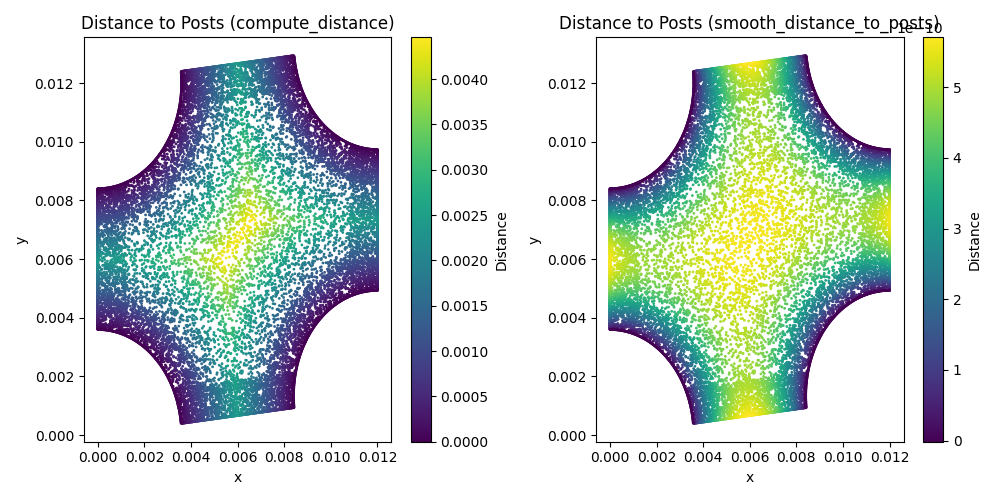 Distance to Posts (compute_distance)
0.012
0.010
0.008
0.006
0.004
0.002
0.000
y
0.000 0.002 0.004 0.006 0.008 0.010 0.012
x
0.0040
0.0035
0.0030
0.0025
0.0020
0.0015
0.0010
0.0005
0.0000
Distance
Distance to Posts (smooth_distance_to_posts)
1e−10
0.012
0.010
0.008
0.006
0.004
0.002
0.000
y
0.000 0.002 0.004 0.006 0.008 0.010 0.012
x
5
4
3
2
1
0
Distance